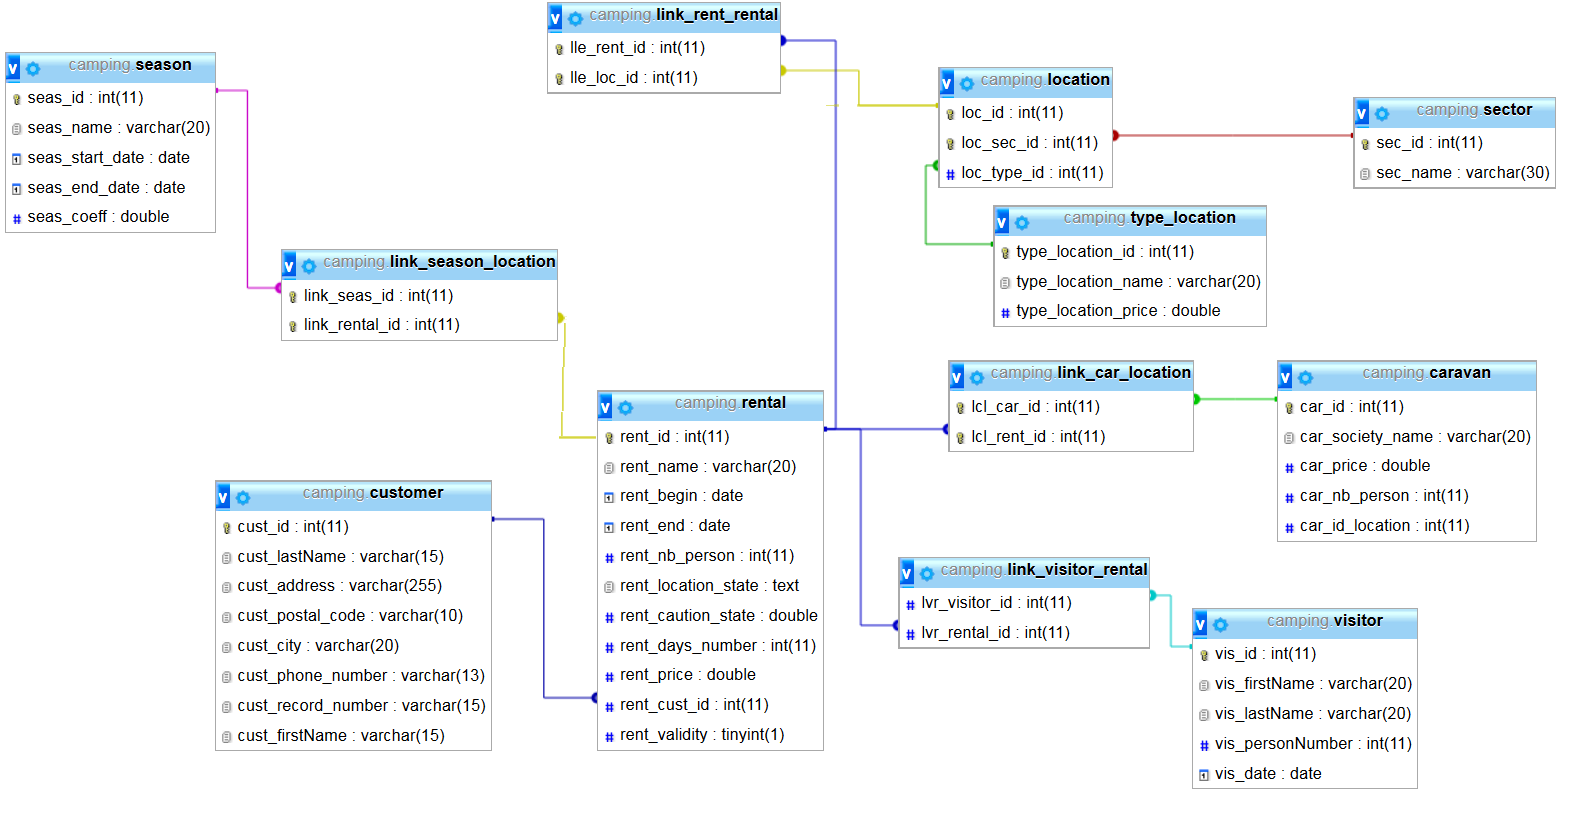 camping.link_rent_rental
lle_rent_id : int(11)
lle_loc_id : int(11)
camping.season
seas_id : int(11)
seas_name : varchar(20)
seas_start_date : date
seas_end_date : date
seas_coeff : double
camping.location
loc_id : int(11)
loc_sec_id : int(11)
loc_type_id : int(11)
camping.sector
sec_id : int(11)
sec_name : varchar(30)
camping.type_location
type_location_id : int(11)
type_location_name : varchar(20)
type_location_price : double
camping.link_season_location
link_seas_id : int(11)
link_rental_id : int(11)
camping.link_car_location
lcl_car_id : int(11)
lcl_rent_id : int(11)
camping.caravan
car_id : int(11)
car_society_name : varchar(20)
car_price : double
car_nb_person : int(11)
car_id_location : int(11)
camping.rental
rent_id : int(11)
rent_name : varchar(20)
rent_begin : date
rent_end : date
rent_nb_person : int(11)
rent_location_state : text
rent_caution_state : double
rent_days_number : int(11)
rent_price : double
rent_cust_id : int(11)
rent_validity : tinyint(1)
camping.customer
cust_id : int(11)
cust_lastName : varchar(15)
cust_address : varchar(255)
cust_postal_code : varchar(10)
cust_city : varchar(20)
cust_phone_number : varchar(13)
cust_record_number : varchar(15)
cust_firstName : varchar(15)
camping.link_visitor_rental
lvr_visitor_id : int(11)
lvr_rental_id : int(11)
camping.visitor
vis_id : int(11)
vis_firstName : varchar(20)
vis_lastName : varchar(20)
vis_personNumber : int(11)
vis_date : date